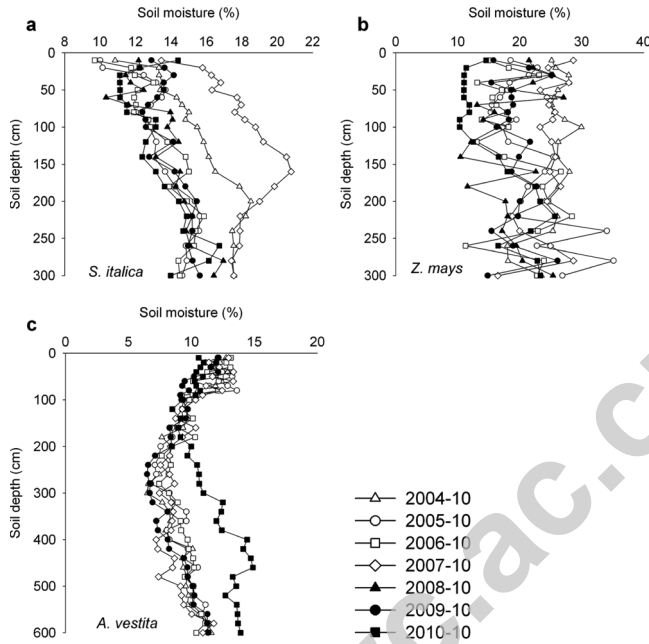 Soil moisture (%)
Soil moisture (%)
a
b
8 10 12 14 16 18 20 22
0 10 20 30 40
0
50
100
150
200
250
300
Soil depth (cm)
S. italica
0
50
100
150
200
250
300
Soil depth (cm)
Z. mays
Soil moisture (%)
c
0 5 10 15 20
0
100
200
300
400
500
600
Soil depth (cm)
A. vestita
2004-10
2005-10
2006-10
2007-10
2008-10
2009-10
2010-10
.ac.c